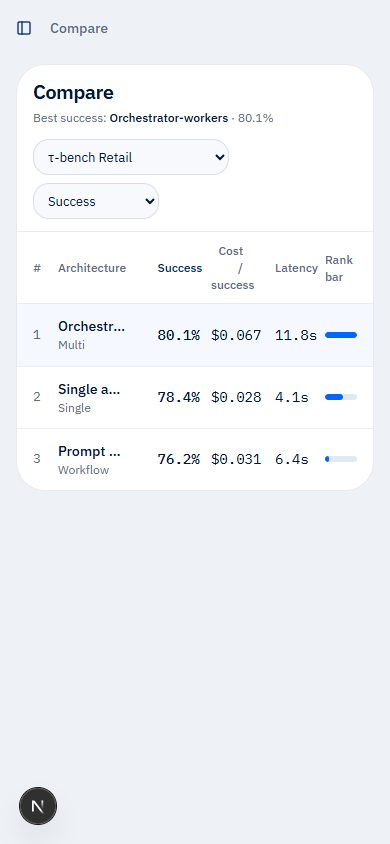 Compare
Compare
Best success: Orchestrator-workers · 80.1%
τ-bench Retail
Success
# Architecture Success Cost / success Latency Rank bar
1 Orchestr... 80.1% $0.067 11.8s
Multi
2 Single a... 78.4% $0.028 4.1s
Single
3 Prompt ... 76.2% $0.031 6.4s
Workflow
N